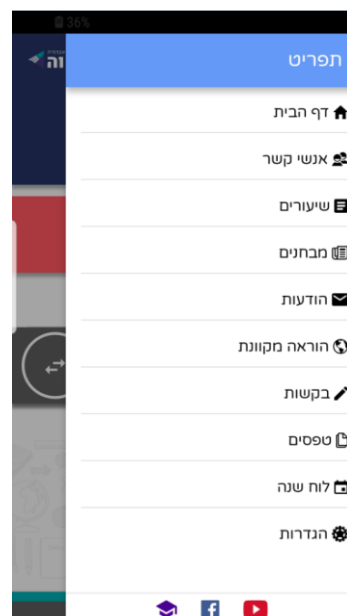 36%
תפריט
דף הבית
אנשי קשר
שיעורים
מבחנים
הודעות
הוראה מקוונת
בקשות
טפסים
לוח שנה
הגדרות